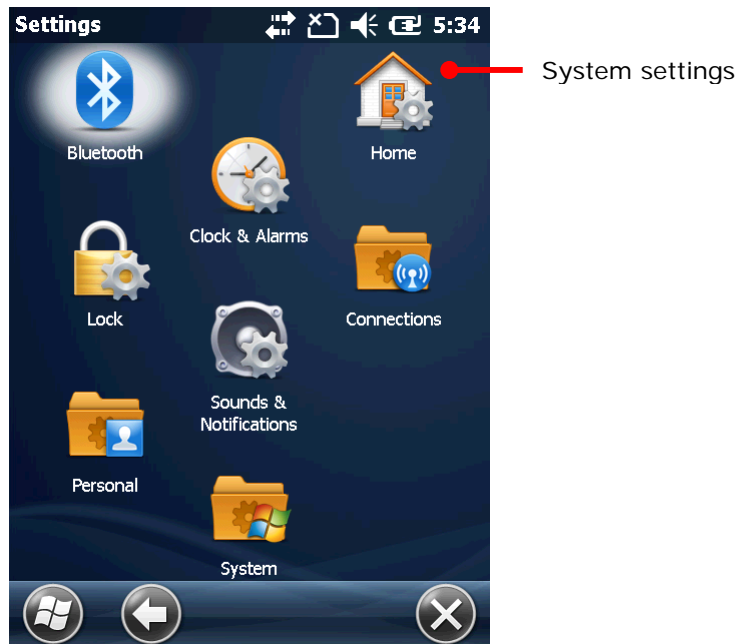 Settings 5:34
System settings
Bluetooth
Home
Clock & Alarms
Lock
Connections
Sounds &
Notifications
Personal
System